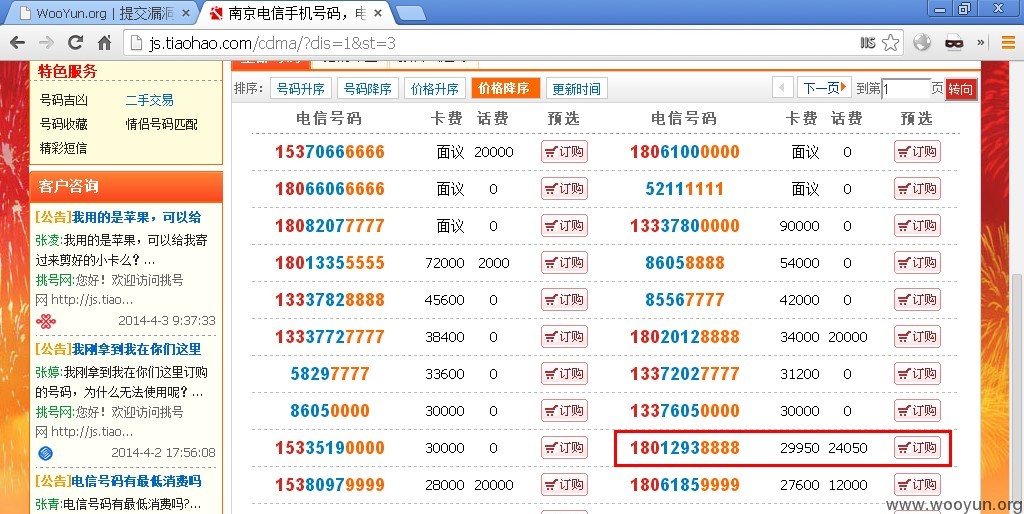 WooYun.org | 提交漏洞
南京电信手机号码，电
js.tiaohao.com/cdma/?dis=1&st=3
IIS
特色服务
号码吉凶 二手交易
号码收藏 情侣号码匹配
精彩短信
客户咨询
[公告]我用的是苹果，可以给
张凌:我用的是苹果，可以给我寄
过来剪好的小卡么？...
挑号网:您好！欢迎访问挑号
网 http://js.tiao...
2014-4-3 9:37:33
[公告]我刚拿到我在你们这里
张婷:我刚拿到我在你们这里订购
的号码，为什么无法使用呢？...
挑号网:您好！欢迎访问挑号
网 http://js.tiao...
2014-4-2 17:56:08
[公告]电信号码有最低消费吗
张青:电信号码有最低消费吗?...
排序： 号码升序 号码降序 价格升序 价格降序 更新时间 下一页 到第 1 页 转向
电信号码 卡费 话费 预选 电信号码 卡费 话费 预选
15370666666 面议 20000 订购 18061000000 面议 0 订购
18066066666 面议 0 订购 52111111 面议 0 订购
18082077777 面议 0 订购 13337800000 90000 0 订购
18013355555 72000 2000 订购 86058888 54000 0 订购
13337828888 45600 0 订购 85567777 42000 0 订购
13337727777 38400 0 订购 18020128888 34000 20000 订购
58297777 33600 0 订购 13372027777 31200 0 订购
86050000 30000 0 订购 13376050000 30000 0 订购
15335190000 30000 0 订购 18012938888 29950 24050 订购
15380979999 28000 20000 订购 18061859999 27600 12000 订购
www.wooyun.org